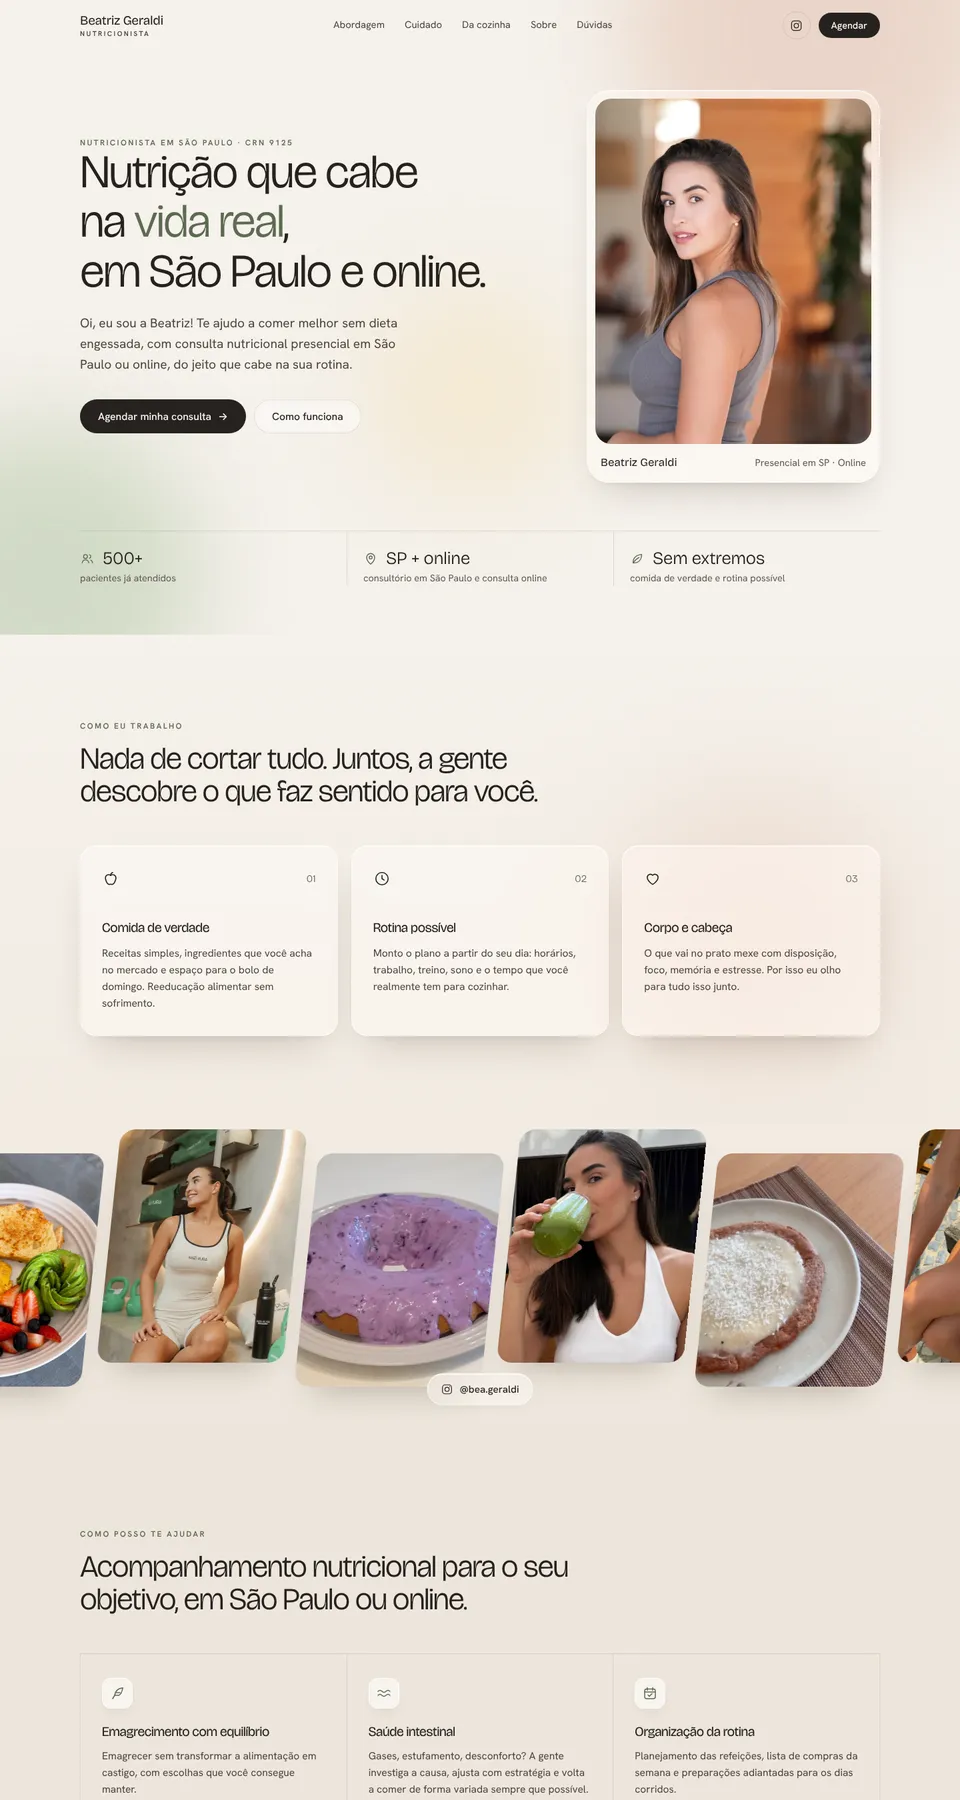 Beatriz Geraldi
NUTRICIONISTA
Abordagem
Cuidado
Da cozinha
Sobre
Dúvidas
Agendar
NUTRICIONISTA EM SÃO PAULO · CRN 9125
Nutrição que cabe
na vida real,
em São Paulo e online.
Oi, eu sou a Beatriz! Te ajudo a comer melhor sem dieta
engessada, com consulta nutricional presencial em São
Paulo ou online, do jeito que cabe na sua rotina.
Agendar minha consulta →
Como funciona
Beatriz Geraldi
Presencial em SP · Online
500+
pacientes já atendidos
SP + online
consultório em São Paulo e consulta online
Sem extremos
comida de verdade e rotina possível
COMO EU TRABALHO
Nada de cortar tudo. Juntos, a gente
descobre o que faz sentido para você.
01
Comida de verdade
Receitas simples, ingredientes que você acha
no mercado e espaço para o bolo de
domingo. Reeducação alimentar sem
sofrimento.
02
Rotina possível
Monto o plano a partir do seu dia: horários,
trabalho, treino, sono e o tempo que você
realmente tem para cozinhar.
03
Corpo e cabeça
O que vai no prato mexe com disposição,
foco, memória e estresse. Por isso eu olho
para tudo isso junto.
@bea.geraldi
COMO POSSO TE AJUDAR
Acompanhamento nutricional para o seu
objetivo, em São Paulo ou online.
Emagrecimento com equilíbrio
Emagrecer sem transformar a alimentação em
castigo, com escolhas que você consegue
manter.
Saúde intestinal
Gases, estufamento, desconforto? A gente
investiga a causa, ajusta com estratégia e volta
a comer de forma variada sempre que possível.
Organização da rotina
Planejamento das refeições, lista de compras da
semana e preparações adiantadas para os dias
corridos.